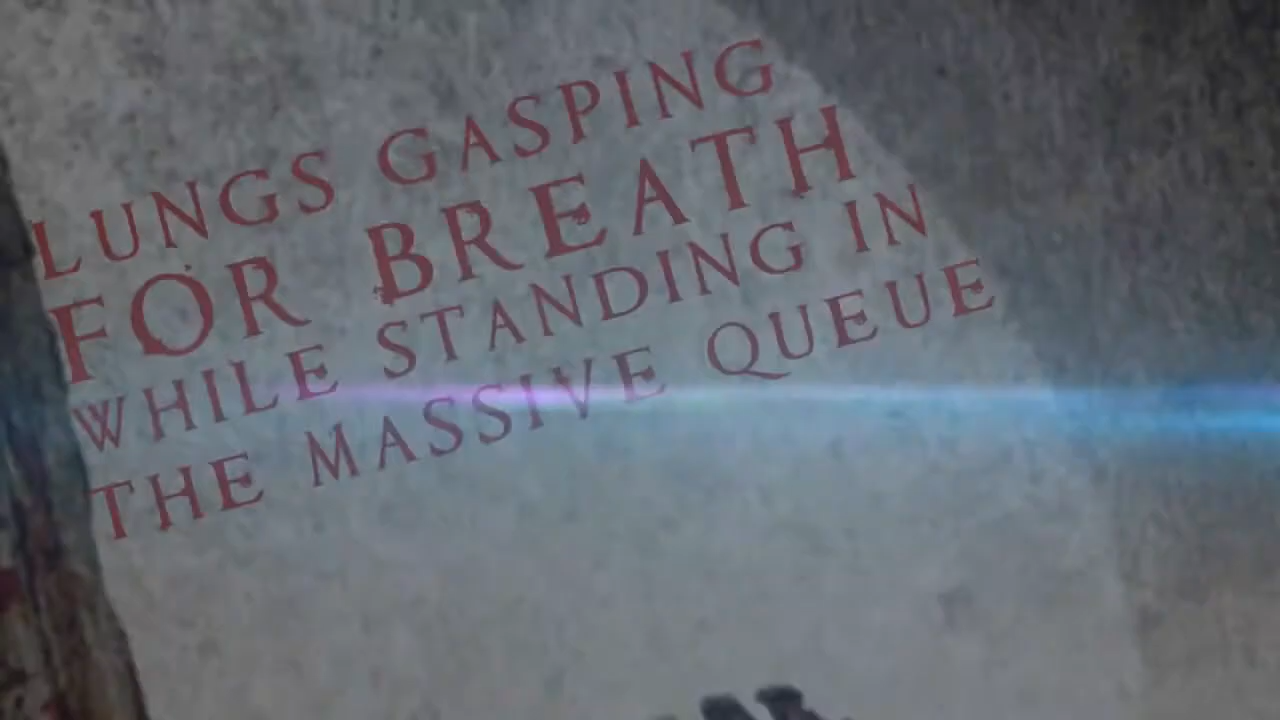 LUNGS GASPING
FOR BREATH
WHILE STANDING IN
THE MASSIVE QUEUE